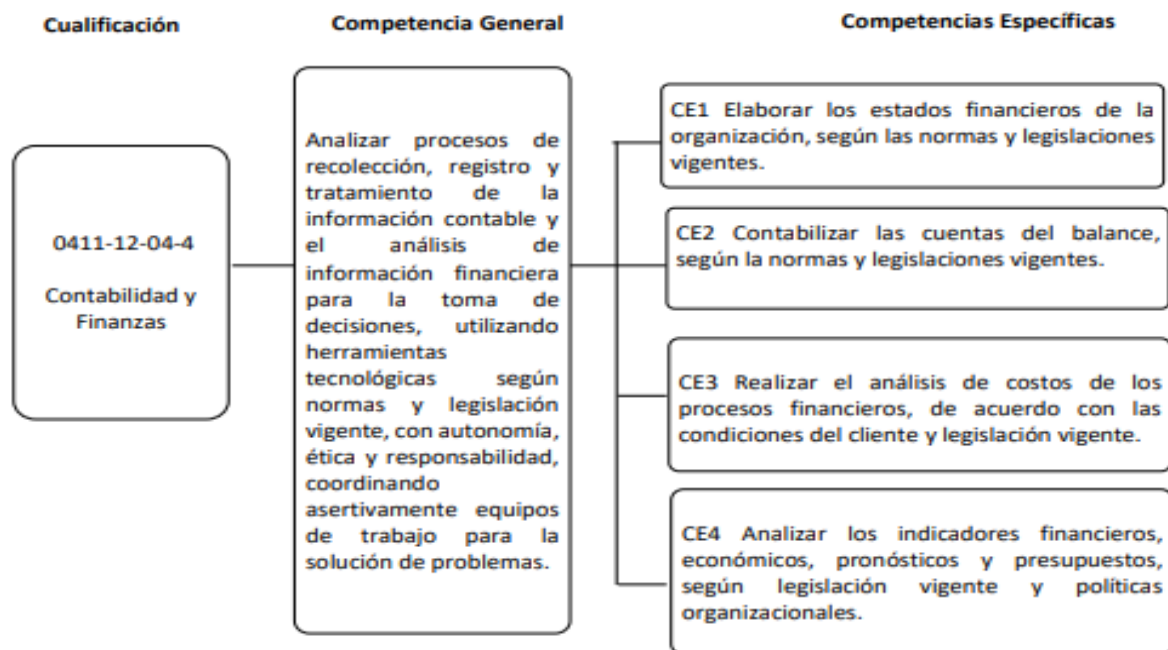 Cualificación
Competencia General
Competencias Específicas
0411-12-04-4
Contabilidad y
Finanzas
Analizar procesos de
recolección, registro y
tratamiento de la
información contable y
el análisis de
información financiera
para la toma de
decisiones, utilizando
herramientas
tecnológicas según
normas y legislación
vigente, con autonomía,
ética y responsabilidad,
coordinando
asertivamente equipos
de trabajo para la
solución de problemas.
CE1 Elaborar los estados financieros de la
organización, según las normas y legislaciones
vigentes.
CE2 Contabilizar las cuentas del balance,
según la normas y legislaciones vigentes.
CE3 Realizar el análisis de costos de los
procesos financieros, de acuerdo con las
condiciones del cliente y legislación vigente.
CE4 Analizar los indicadores financieros,
económicos, pronósticos y presupuestos,
según legislación vigente y políticas
organizacionales.